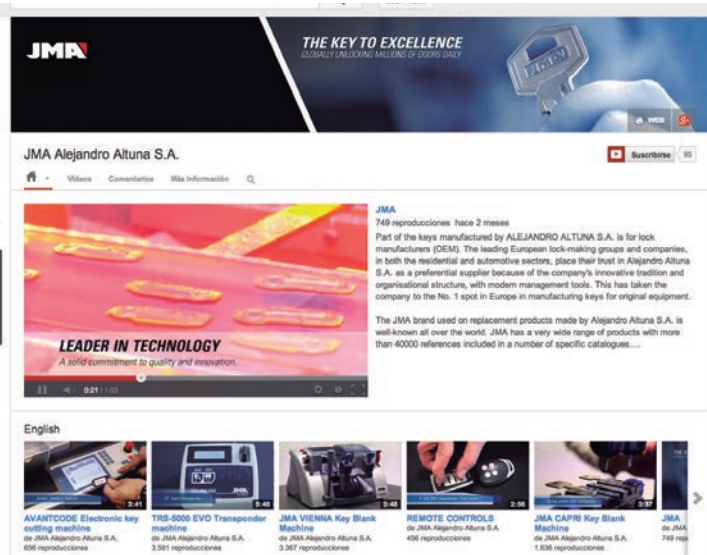 JMA
THE KEY TO EXCELLENCE
GLOBALLY UNLOCKING MILLIONS OF DOORS DAILY
WEB
JMA Alejandro Altuna S.A.
Suscribirse 95
Vídeos Comentarios Más información
JMA
749 reproducciones hace 2 meses
Part of the keys manufactured by ALEJANDRO ALTUNA S.A. is for lock
manufacturers (OEM). The leading European lock-making groups and companies,
in both the residential and automotive sectors, place their trust in Alejandro Altuna
S.A. as a preferential supplier because of the company's innovative tradition and
organisational structure, with modern management tools. This has taken the
company to the No. 1 spot in Europe in manufacturing keys for original equipment.
The JMA brand used on replacement products made by Alejandro Altuna S.A. is
well-known all over the world. JMA has a very wide range of products with more
than 40000 references included in a number of specific catalogues....
LEADER IN TECHNOLOGY
A solid commitment to quality and innovation.
0:21 / 1:03
English
3:41 5:45 3:48 2:56 3:37
AVANTCODE Electronic key TRS-5000 EVO Transponder JMA VIENNA Key Blank REMOTE CONTROLS JMA CAPRI Key Blank JMA
cutting machine machine Machine de JMA Alejandro Altuna S.A. Machine de JMA
de JMA Alejandro Altuna S.A. de JMA Alejandro Altuna S.A. de JMA Alejandro Altuna S.A. 456 reproducciones de JMA Alejandro Altuna S.A. 749 rep
656 reproducciones 3.591 reproducciones 3.367 reproducciones 1.636 reproducciones